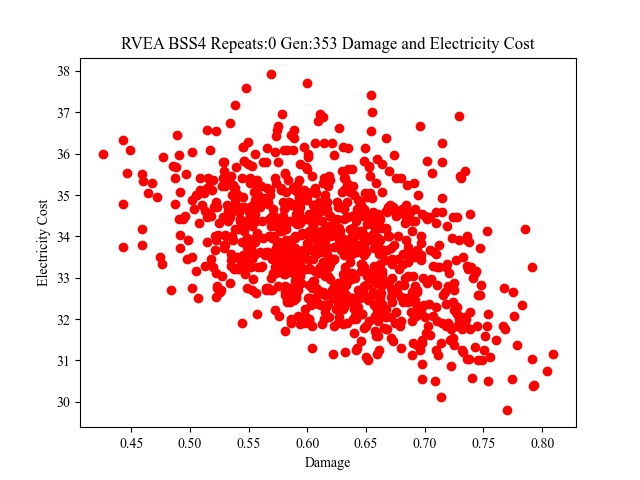 RVEA BSS4 Repeats:0 Gen:353 Damage and Electricity Cost
38
37
36
35
34
33
32
31
30
Electricity Cost
0.45 0.50 0.55 0.60 0.65 0.70 0.75 0.80
Damage